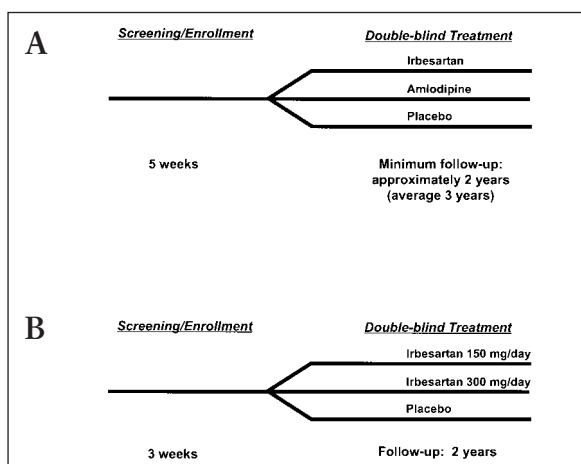 A
Screening/Enrollment
Double-blind Treatment
Irbesartan
Amlodipine
Placebo
5 weeks
Minimum follow-up:
approximately 2 years
(average 3 years)
B
Screening/Enrollment
Double-blind Treatment
Irbesartan 150 mg/day
Irbesartan 300 mg/day
Placebo
3 weeks
Follow-up: 2 years